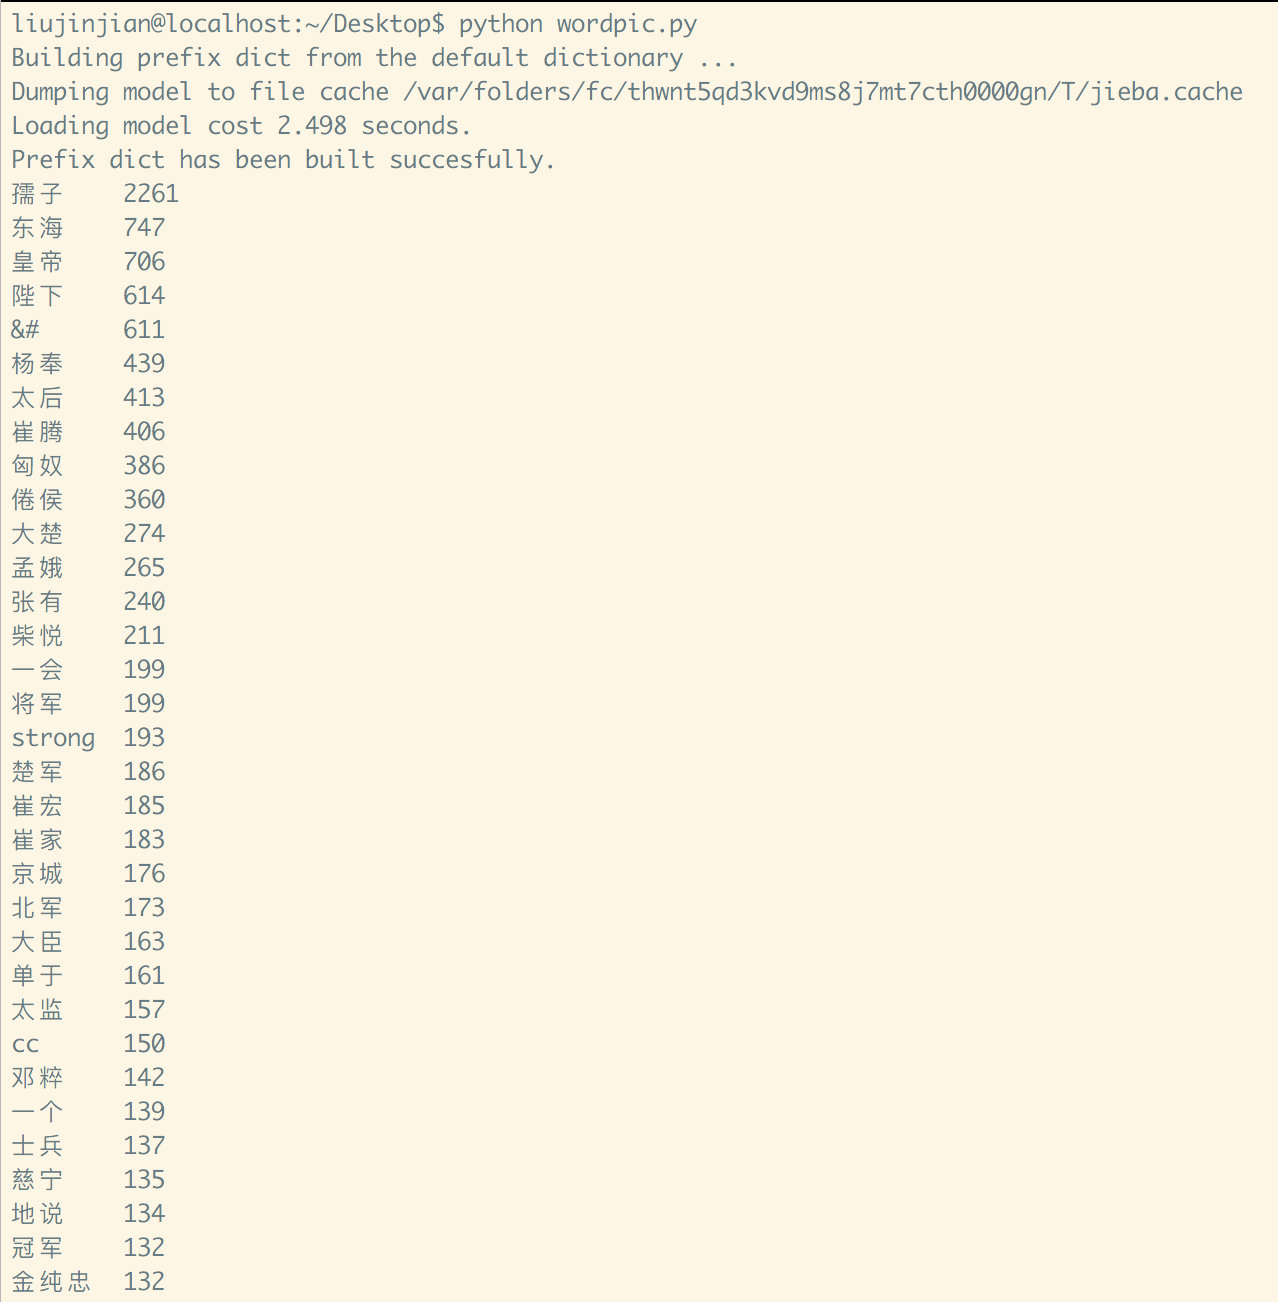 liujinjian@localhost:~/Desktop$ python wordpic.py
Building prefix dict from the default dictionary ...
Dumping model to file cache /var/folders/fc/thwnt5qd3kvd9ms8j7mt7cth0000gn/T/jieba.cache
Loading model cost 2.498 seconds.
Prefix dict has been built succesfully.
孺子 2261
东海 747
皇帝 706
陛下 614
&# 611
杨奉 439
太后 413
崔腾 406
匈奴 386
倦侯 360
大楚 274
孟娥 265
张有 240
柴悦 211
一会 199
将军 199
strong 193
楚军 186
崔宏 185
崔家 183
京城 176
北军 173
大臣 163
单于 161
太监 157
cc 150
邓粹 142
一个 139
士兵 137
慈宁 135
地说 134
冠军 132
金纯忠 132